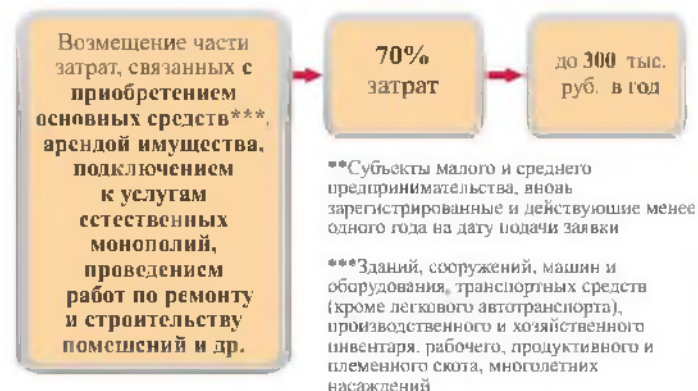 Возмещение части
затрат, связанных с
приобретением
основных средств***,
арендой имущества,
подключением
к услугам
естественных
монополий,
проведением
работ по ремонту
и строительству
помещений и др.
70%
затрат
до 300 тыс.
руб. в год
**Субъекты малого и среднего
предпринимательства, вновь
зарегистрированные и действующие менее
одного года на дату подачи заявки
***Зданий, сооружений, машин и
оборудования, транспортных средств
(кроме легкового автотранспорта),
производственного и хозяйственного
инвентаря, рабочего, продуктивного и
племенного скота, многолетних
насаждений